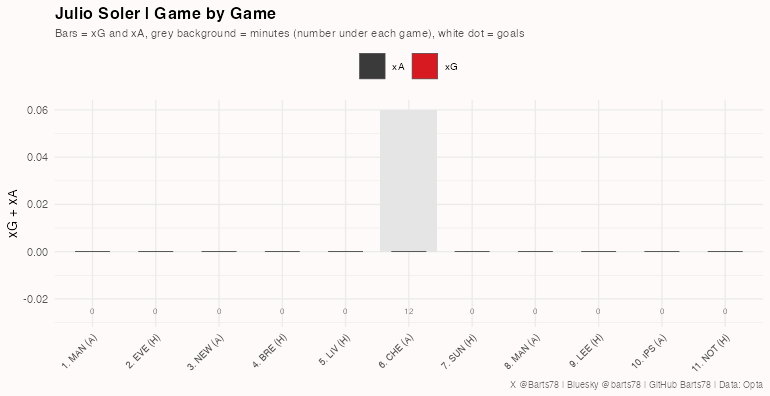 Julio Soler | Game by Game
Bars = xG and xA, grey background = minutes (number under each game), white dot = goals
xA xG
xG + xA
0.06
0.04
0.02
0.00
-0.02
0 0 0 0 0 12 0 0 0 0 0
1. MAN (A) 2. EVE (H) 3. NEW (A) 4. BRE (H) 5. LIV (H) 6. CHE (A) 7. SUN (H) 8. MAN (A) 9. LEE (H) 10. IPS (A) 11. NOT (H)
X @Barts78 | Bluesky @barts78 | GitHub Barts78 | Data: Opta